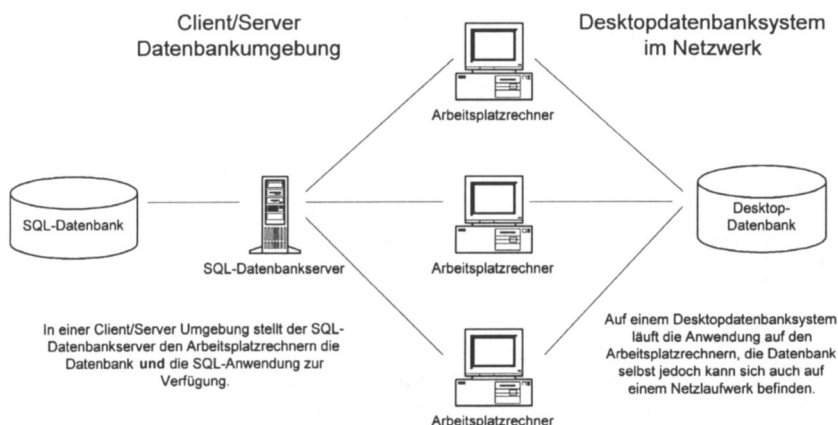 Client/Server
Datenbankumgebung
Desktopdatenbanksystem
im Netzwerk
Arbeitsplatzrechner
SQL-Datenbank
SQL-Datenbankserver
Arbeitsplatzrechner
Desktop-
Datenbank
In einer Client/Server Umgebung stellt der SQL-
Datenbankserver den Arbeitsplatzrechnern die
Datenbank und die SQL-Anwendung zur
Verfügung.
Auf einem Desktopdatenbanksystem
läuft die Anwendung auf den
Arbeitsplatzrechnern, die Datenbank
selbst jedoch kann sich auch auf
einem Netzlaufwerk befinden.
Arbeitsplatzrechner